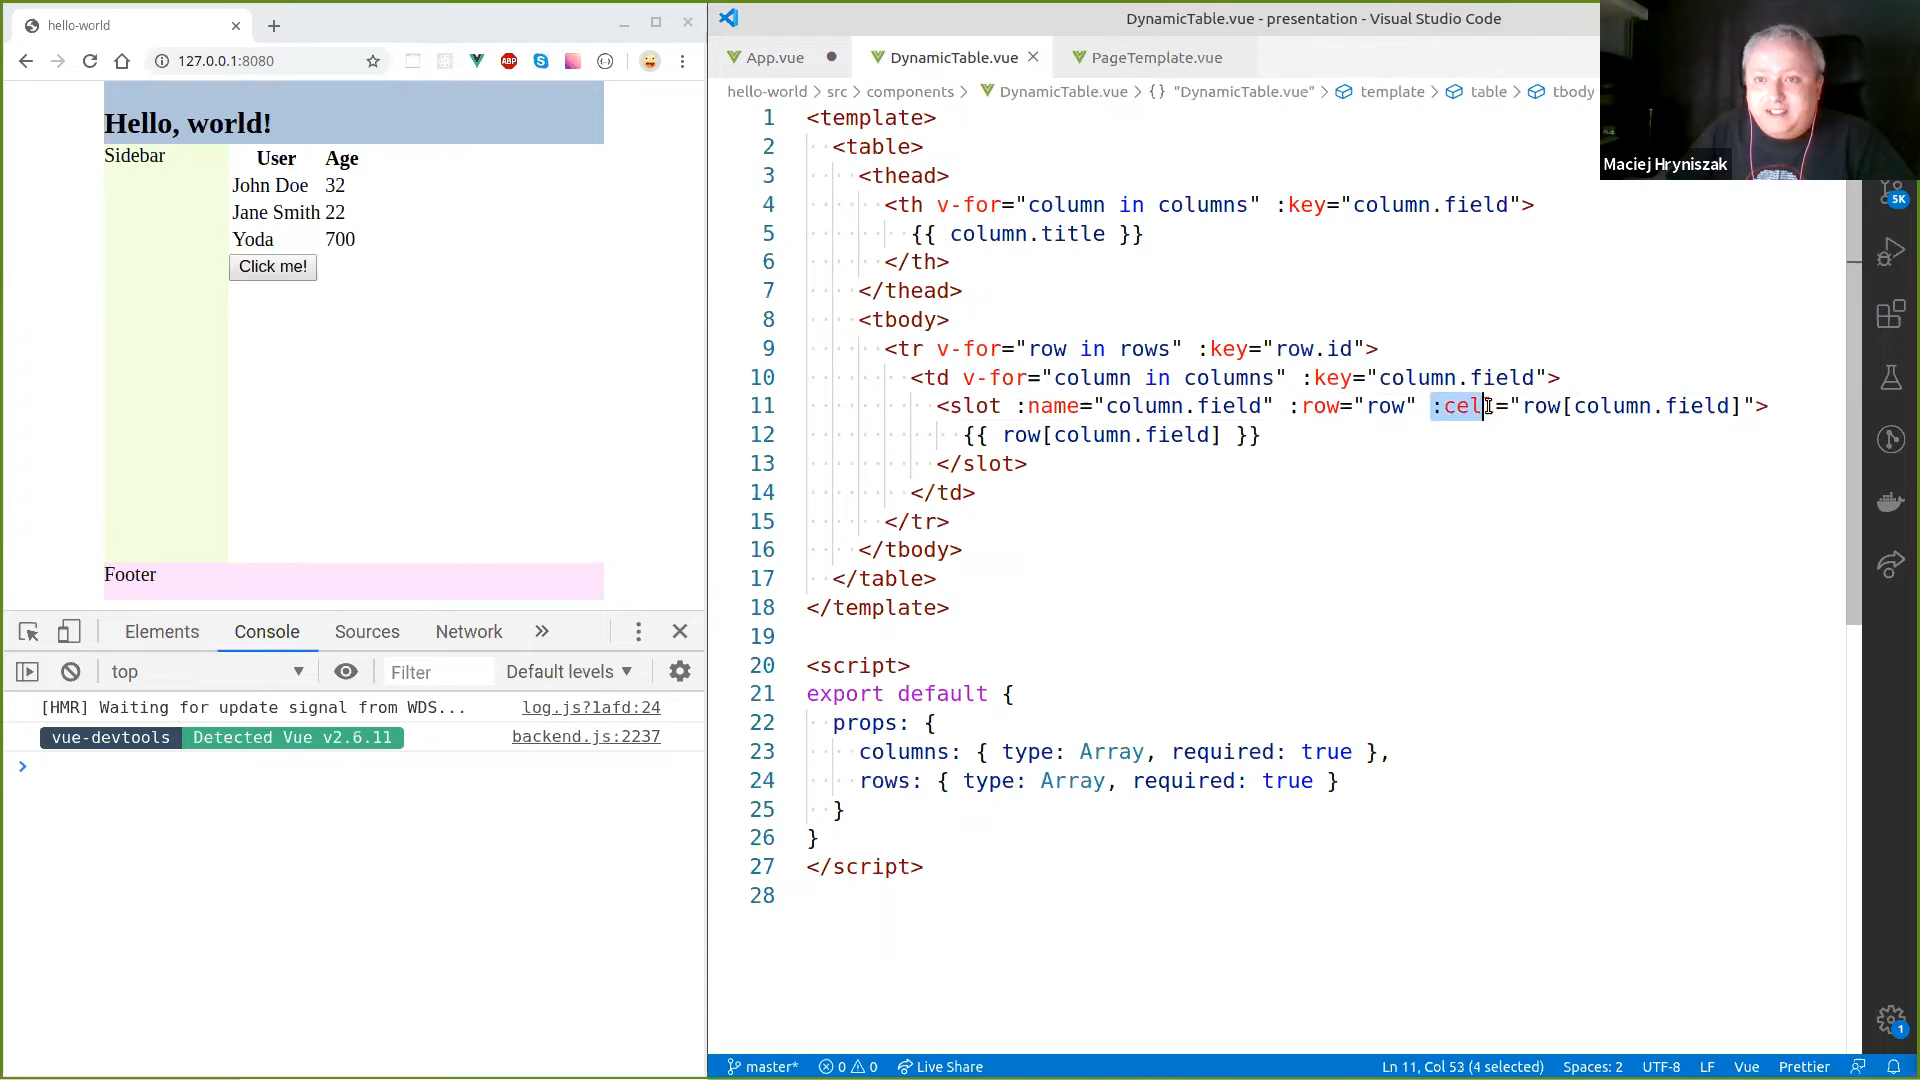 hello-world
127.0.0.1:8080
ABP
Hello, world!
Sidebar
User Age
John Doe 32
Jane Smith 22
Yoda 700
Click me!
Footer
Elements Console Sources Network
top Filter Default levels
[HMR] Waiting for update signal from WDS... log.js?1afd:24
vue-devtools Detected Vue v2.6.11 backend.js:2237
DynamicTable.vue - presentation - Visual Studio Code
App.vue DynamicTable.vue PageTemplate.vue
hello-world > src > components > DynamicTable.vue > {} "DynamicTable.vue" > template > table > tbody
1 <template>
2 <table>
3 <thead>
4 <th v-for="column in columns" :key="column.field">
5 {{ column.title }}
6 </th>
7 </thead>
8 <tbody>
9 <tr v-for="row in rows" :key="row.id">
10 <td v-for="column in columns" :key="column.field">
11 <slot :name="column.field" :row="row" :cell="row[column.field]">
12 {{ row[column.field] }}
13 </slot>
14 </td>
15 </tr>
16 </tbody>
17 </table>
18 </template>
19
20 <script>
21 export default {
22 props: {
23 columns: { type: Array, required: true },
24 rows: { type: Array, required: true }
25 }
26 }
27 </script>
28
Maciej Hryniszak
5K
1
master* 0 0 Live Share Ln 11, Col 53 (4 selected) Spaces: 2 UTF-8 LF Vue Prettier